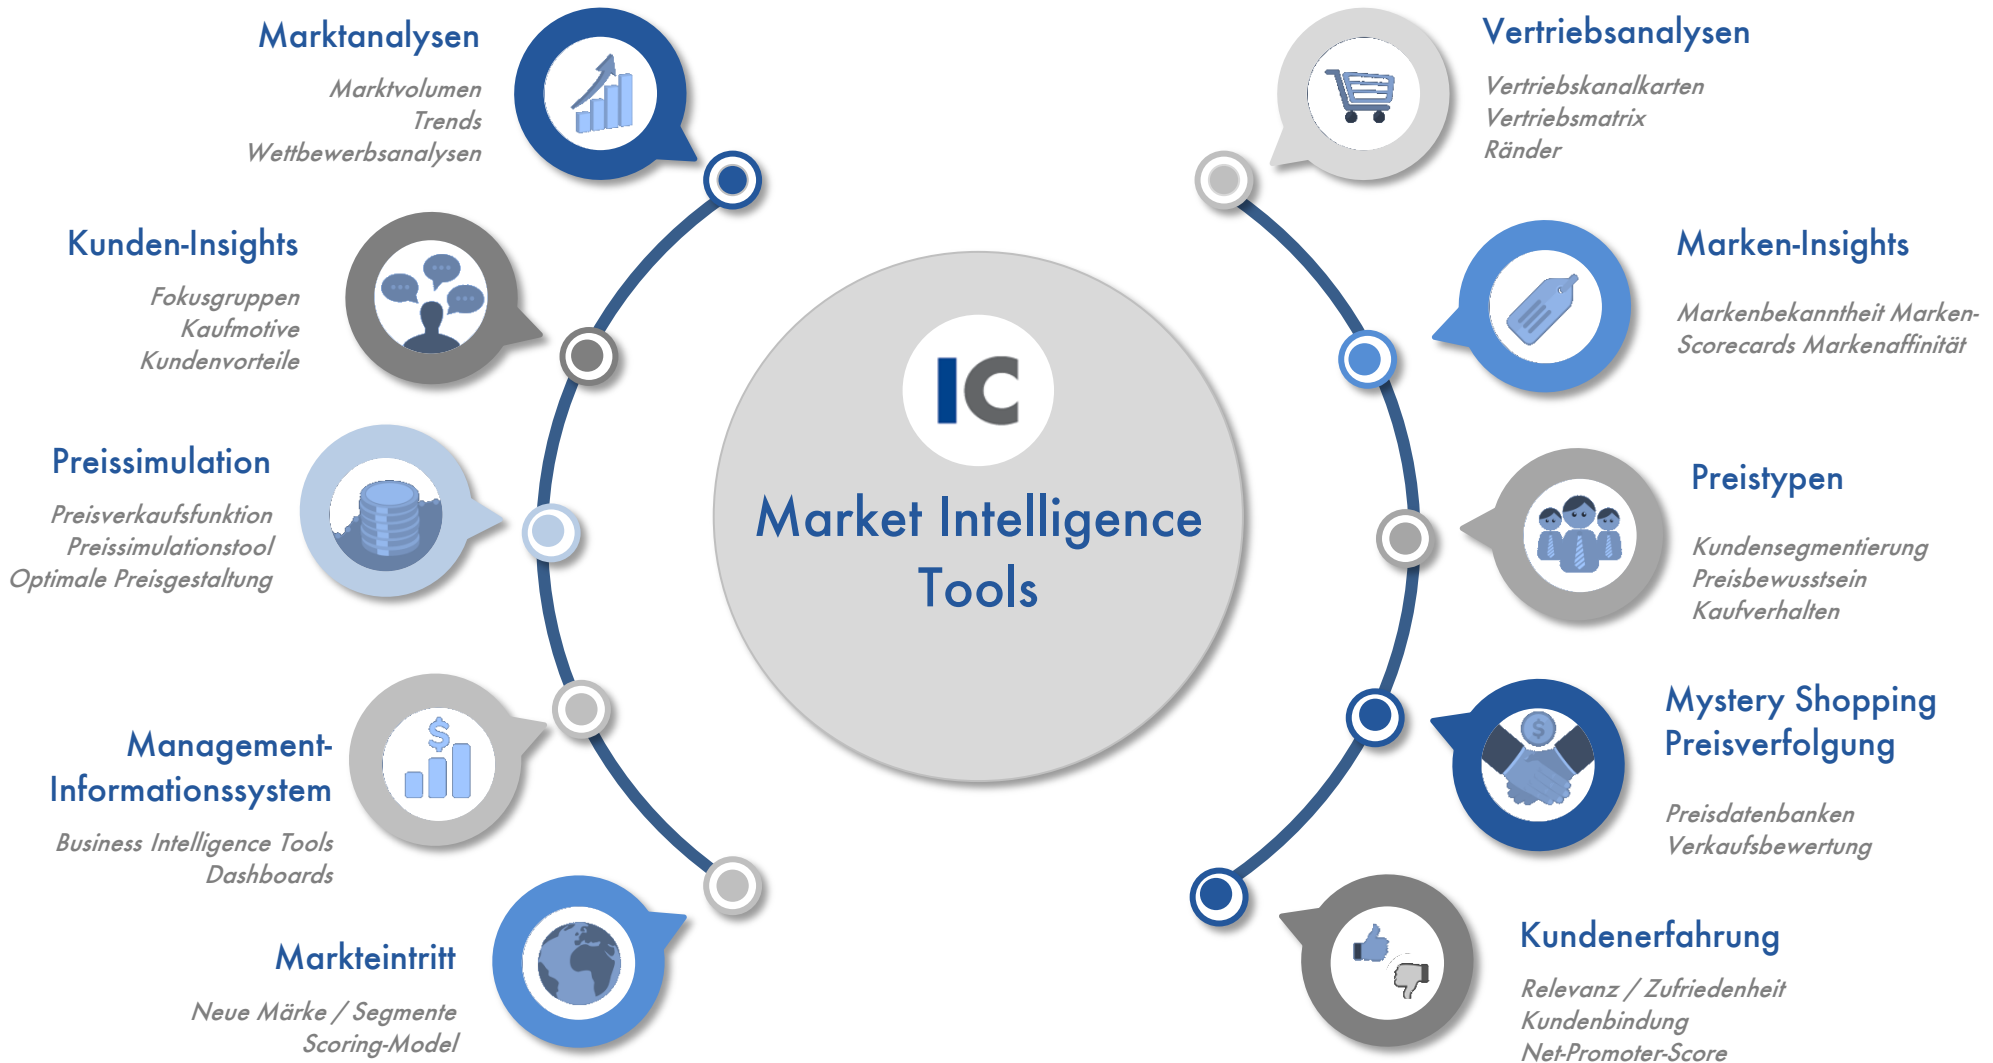 Marktanalysen
Marktvolumen
Trends
Wettbewerbsanalysen
Kunden-Insights
Fokusgruppen
Kaufmotive
Kundenvorteile
Preissimulation
Preisverkaufsfunktion
Preissimulationstool
Optimale Preisgestaltung
Management-
Informationssystem
Business Intelligence Tools
Dashboards
Markteintritt
Neue Märke / Segmente
Scoring-Model
IC
Market Intelligence
Tools
Vertriebsanalysen
Vertriebskanalkarten
Vertriebsmatrix
Ränder
Marken-Insights
Markenbekanntheit Marken-
Scorecards Markenaffinität
Preistypen
Kundensegmentierung
Preisbewusstsein
Kaufverhalten
Mystery Shopping
Preisverfolgung
Preisdatenbanken
Verkaufsbewertung
Kundenerfahrung
Relevanz / Zufriedenheit
Kundenbindung
Net-Promoter-Score
$
$